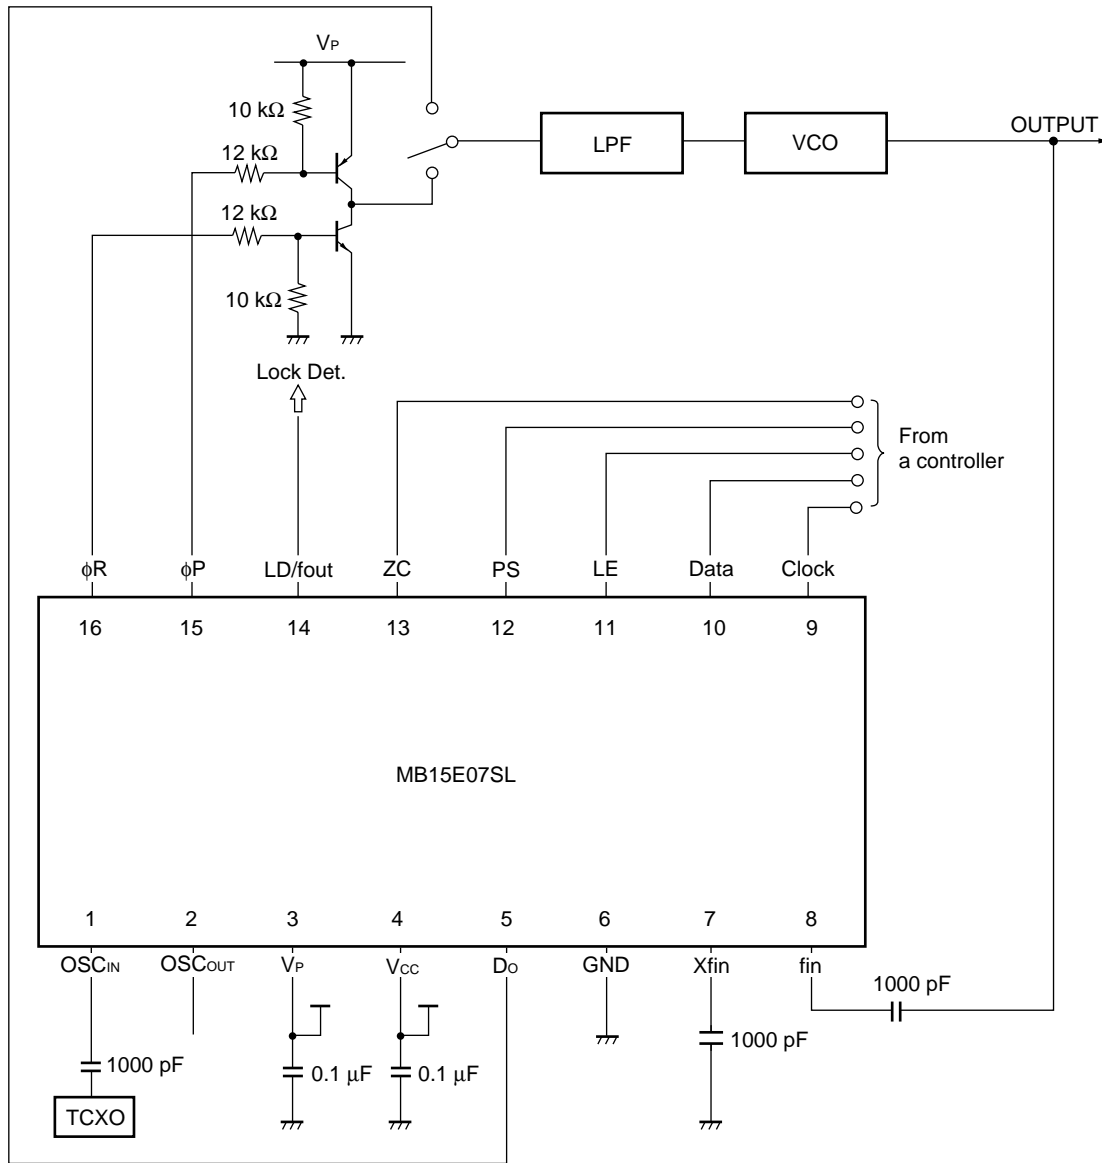 VP
10 kΩ
12 kΩ
12 kΩ
10 kΩ
LPF
VCO
OUTPUT
Lock Det.
From
a controller
φR φP LD/fout ZC PS LE Data Clock
16 15 14 13 12 11 10 9
MB15E07SL
1 2 3 4 5 6 7 8
OSCIN OSCOUT VP VCC DO GND Xfin fin
1000 pF
1000 pF
0.1 μF
0.1 μF
1000 pF
TCXO